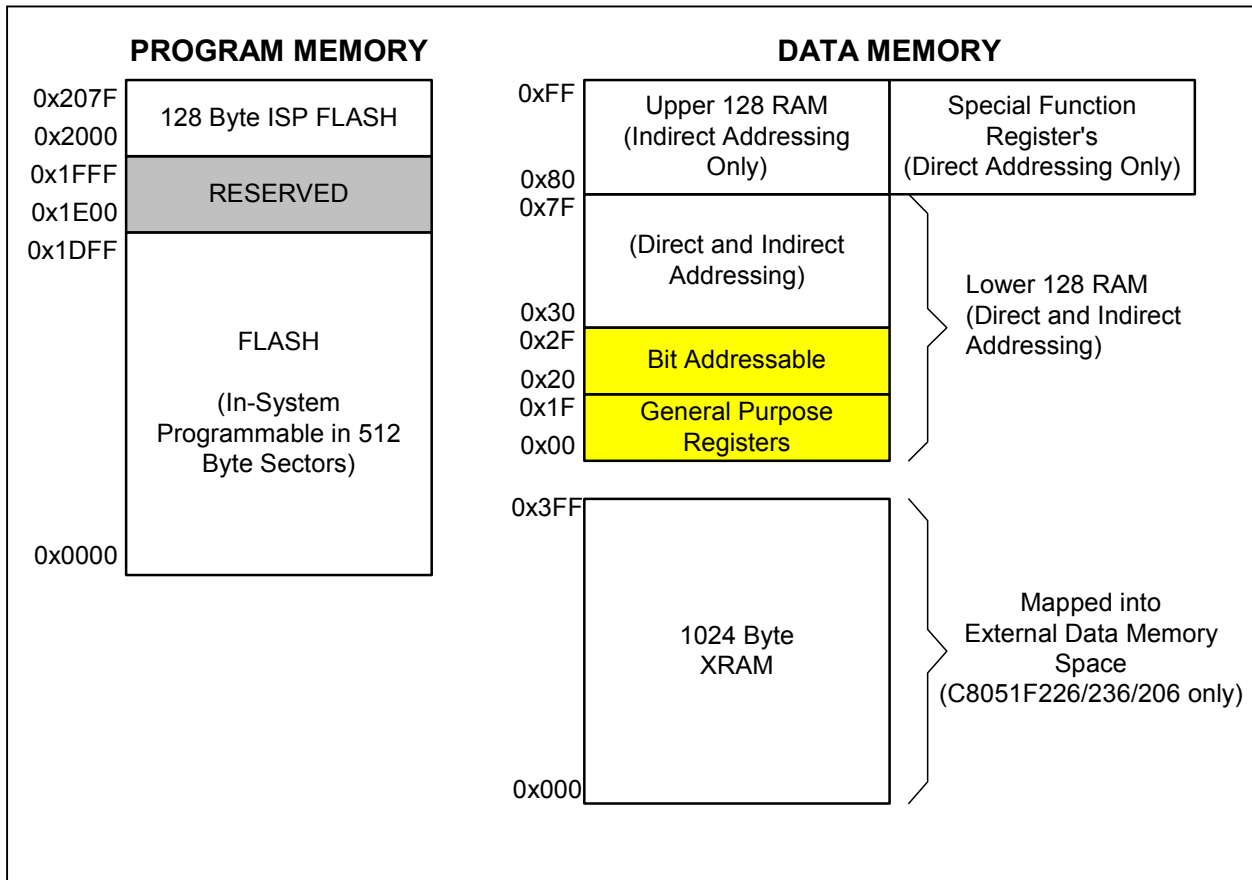 PROGRAM MEMORY
0x207F
0x2000
128 Byte ISP FLASH
0x1FFF
0x1E00
RESERVED
0x1DFF
FLASH
(In-System
Programmable in 512
Byte Sectors)
0x0000
DATA MEMORY
0xFF
0x80
Upper 128 RAM
(Indirect Addressing
Only)
Special Function
Register's
(Direct Addressing Only)
0x7F
0x30
(Direct and Indirect
Addressing)
0x2F
0x20
Bit Addressable
0x1F
0x00
General Purpose
Registers
Lower 128 RAM
(Direct and Indirect
Addressing)
0x3FF
1024 Byte
XRAM
0x000
Mapped into
External Data Memory
Space
(C8051F226/236/206 only)